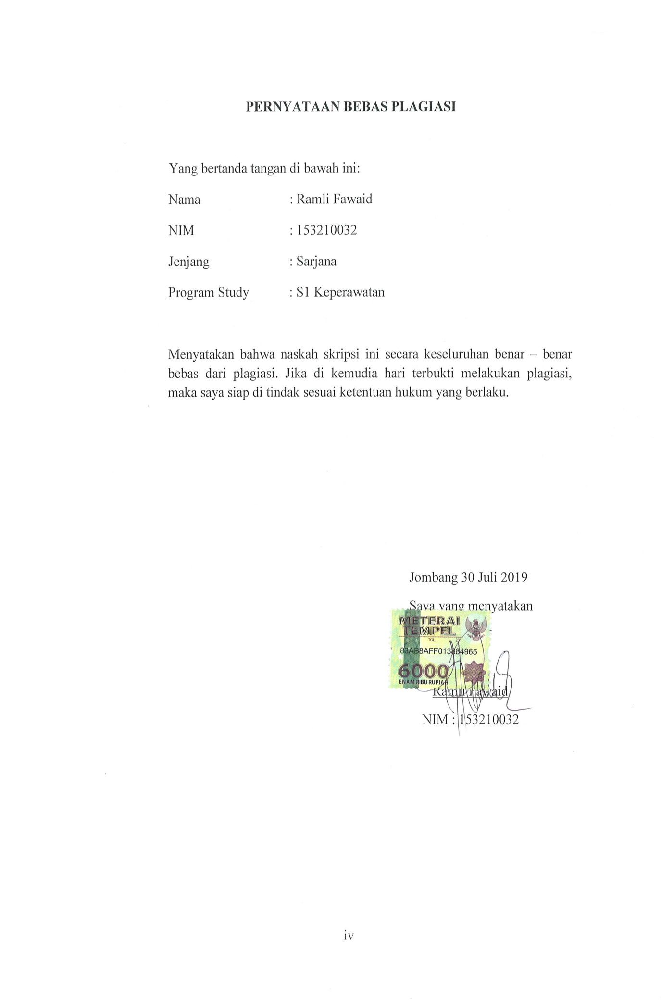 PERNYATAAN BEBAS PLAGIASI
Yang bertanda tangan di bawah ini:
Nama : Ramli Fawaid
NIM : 153210032
Jenjang : Sarjana
Program Study : S1 Keperawatan
Menyatakan bahwa naskah skripsi ini secara keseluruhan benar – benar
bebas dari plagiasi. Jika di kemudia hari terbukti melakukan plagiasi,
maka saya siap di tindak sesuai ketentuan hukum yang berlaku.
Jombang 30 Juli 2019
Saya yang menyatakan
METERAI
TEMPEL
TGL. 20
83AB8AFF013884965
6000
ENAM RIBU RUPIAH
Ramli Fawaid
NIM : 153210032
iv